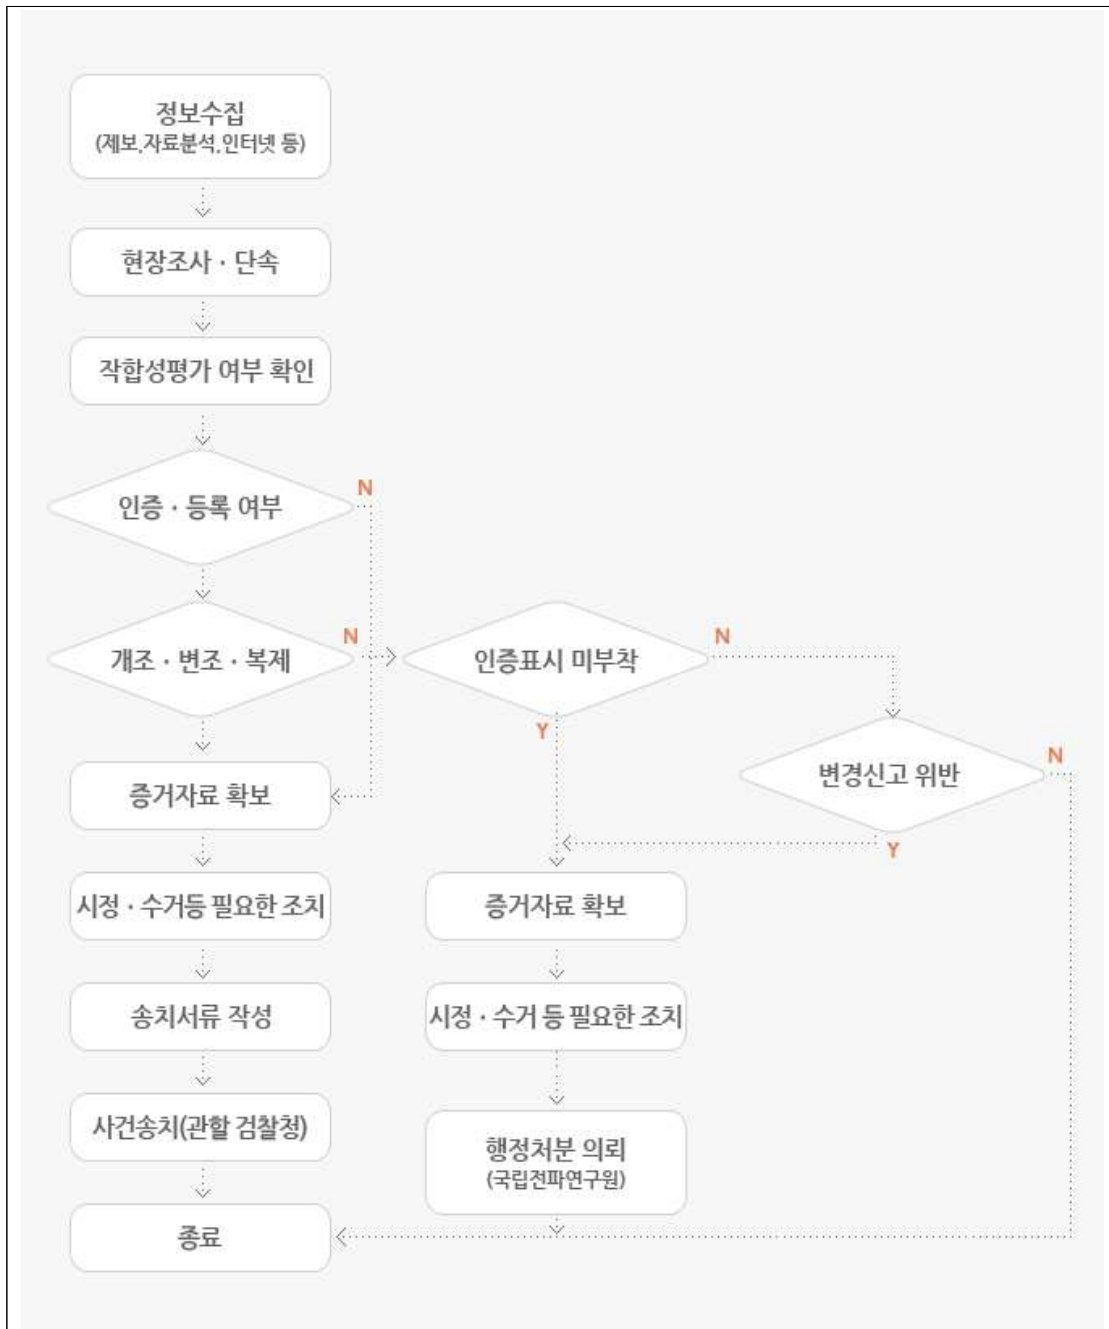 정보수집
(제보,자료분석,인터넷 등)
현장조사 · 단속
작합성평가 여부 확인
인증 · 등록 여부
N
개조 · 변조 · 복제
N
인증표시 미부착
N
Y
변경신고 위반
N
Y
증거자료 확보
시정 · 수거등 필요한 조치
송치서류 작성
사건송치(관할 검찰청)
증거자료 확보
시정 · 수거 등 필요한 조치
행정처분 의뢰
(국립전파연구원)
종료